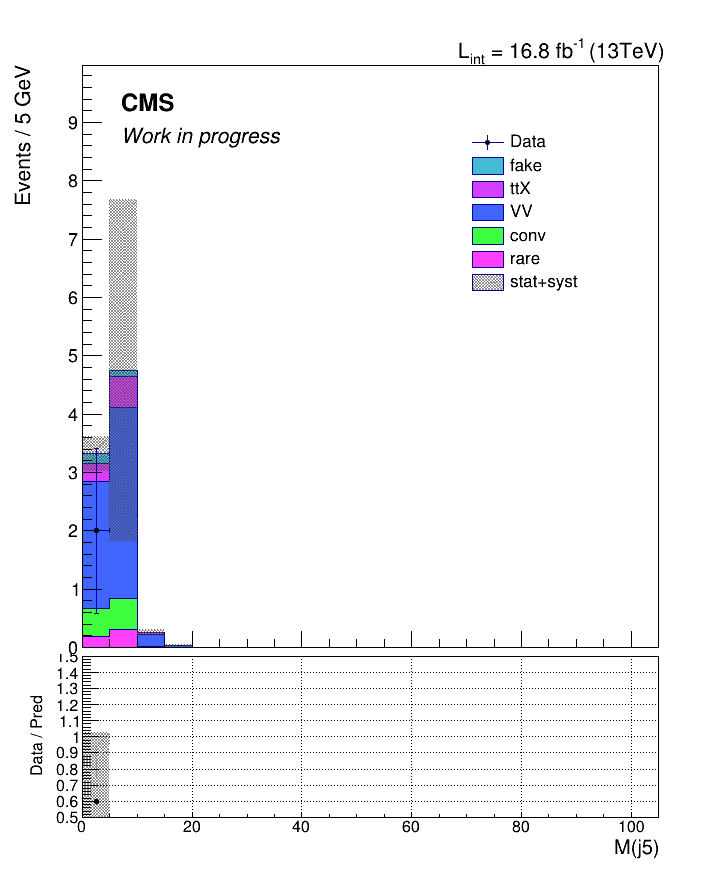 L_int = 16.8 fb^-1 (13TeV)
Events / 5 GeV
CMS
Work in progress
Data
fake
ttX
VV
conv
rare
stat+syst
9
8
7
6
5
4
3
2
1
0
Data / Pred
1.5
1.4
1.3
1.2
1.1
1
0.9
0.8
0.7
0.6
0.5
0 20 40 60 80 100
M(j5)